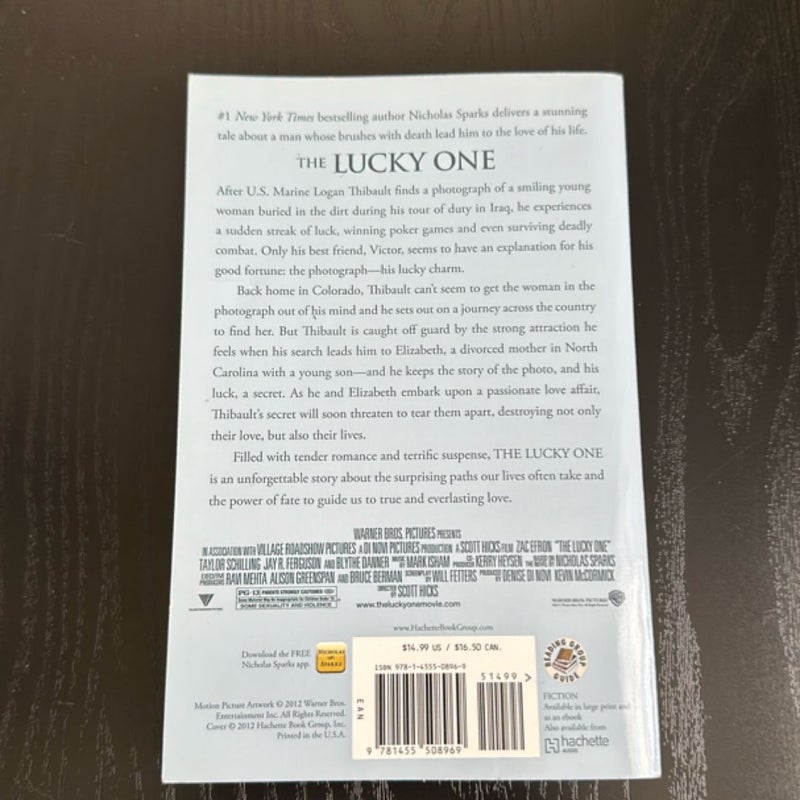 #1 New York Times bestselling author Nicholas Sparks delivers a stunning
tale about a man whose brushes with death lead him to the love of his life.
THE LUCKY ONE
After U.S. Marine Logan Thibault finds a photograph of a smiling young
woman buried in the dirt during his tour of duty in Iraq, he experiences
a sudden streak of luck, winning poker games and even surviving deadly
combat. Only his best friend, Victor, seems to have an explanation for his
good fortune: the photograph—his lucky charm.
Back home in Colorado, Thibault can't seem to get the woman in the
photograph out of his mind and he sets out on a journey across the country
to find her. But Thibault is caught off guard by the strong attraction he
feels when his search leads him to Elizabeth, a divorced mother in North
Carolina with a young son—and he keeps the story of the photo, and his
luck, a secret. As he and Elizabeth embark upon a passionate love affair,
Thibault's secret will soon threaten to tear them apart, destroying not only
their love, but also their lives.
Filled with tender romance and terrific suspense, THE LUCKY ONE
is an unforgettable story about the surprising paths our lives often take and
the power of fate to guide us to true and everlasting love.
WARNER BROS. PICTURES PRESENTS
IN ASSOCIATION WITH VILLAGE ROADSHOW PICTURES A DI NOVI PICTURES PRODUCTION A SCOTT HICKS FILM ZAC EFRON "THE LUCKY ONE"
TAYLOR SCHILLING JAY R. FERGUSON AND BLYTHE DANNER MUSIC BY MARK ISHAM CO-PRODUCER KERRY HEYSEN BASED ON THE NOVEL BY NICHOLAS SPARKS
EXECUTIVE PRODUCERS RAVI MEHTA ALISON GREENSPAN AND BRUCE BERMAN SCREENPLAY BY WILL FETTERS PRODUCED BY DENISE DI NOVI KEVIN McCORMICK
DIRECTED BY SCOTT HICKS
PG-13 PARENTS STRONGLY CAUTIONED
Some Material May Be Inappropriate for Children Under 13
SOME SEXUALITY AND VIOLENCE
www.theluckyonemovie.com
WARNER BROS. PICTURES
www.HachetteBookGroup.com
Download the FREE
Nicholas Sparks app.
NICHOLAS
SPARKS
$14.99 US / $16.50 CAN.
ISBN 978-1-4555-0896-9
51499 >
EAN
9 781455 508969
READING GROUP
GUIDE
Motion Picture Artwork © 2012 Warner Bros.
Entertainment Inc. All Rights Reserved.
Cover © 2012 Hachette Book Group, Inc.
Printed in the U.S.A.
FICTION
Available in large print and
as an ebook
Also available from
hachette
AUDIO